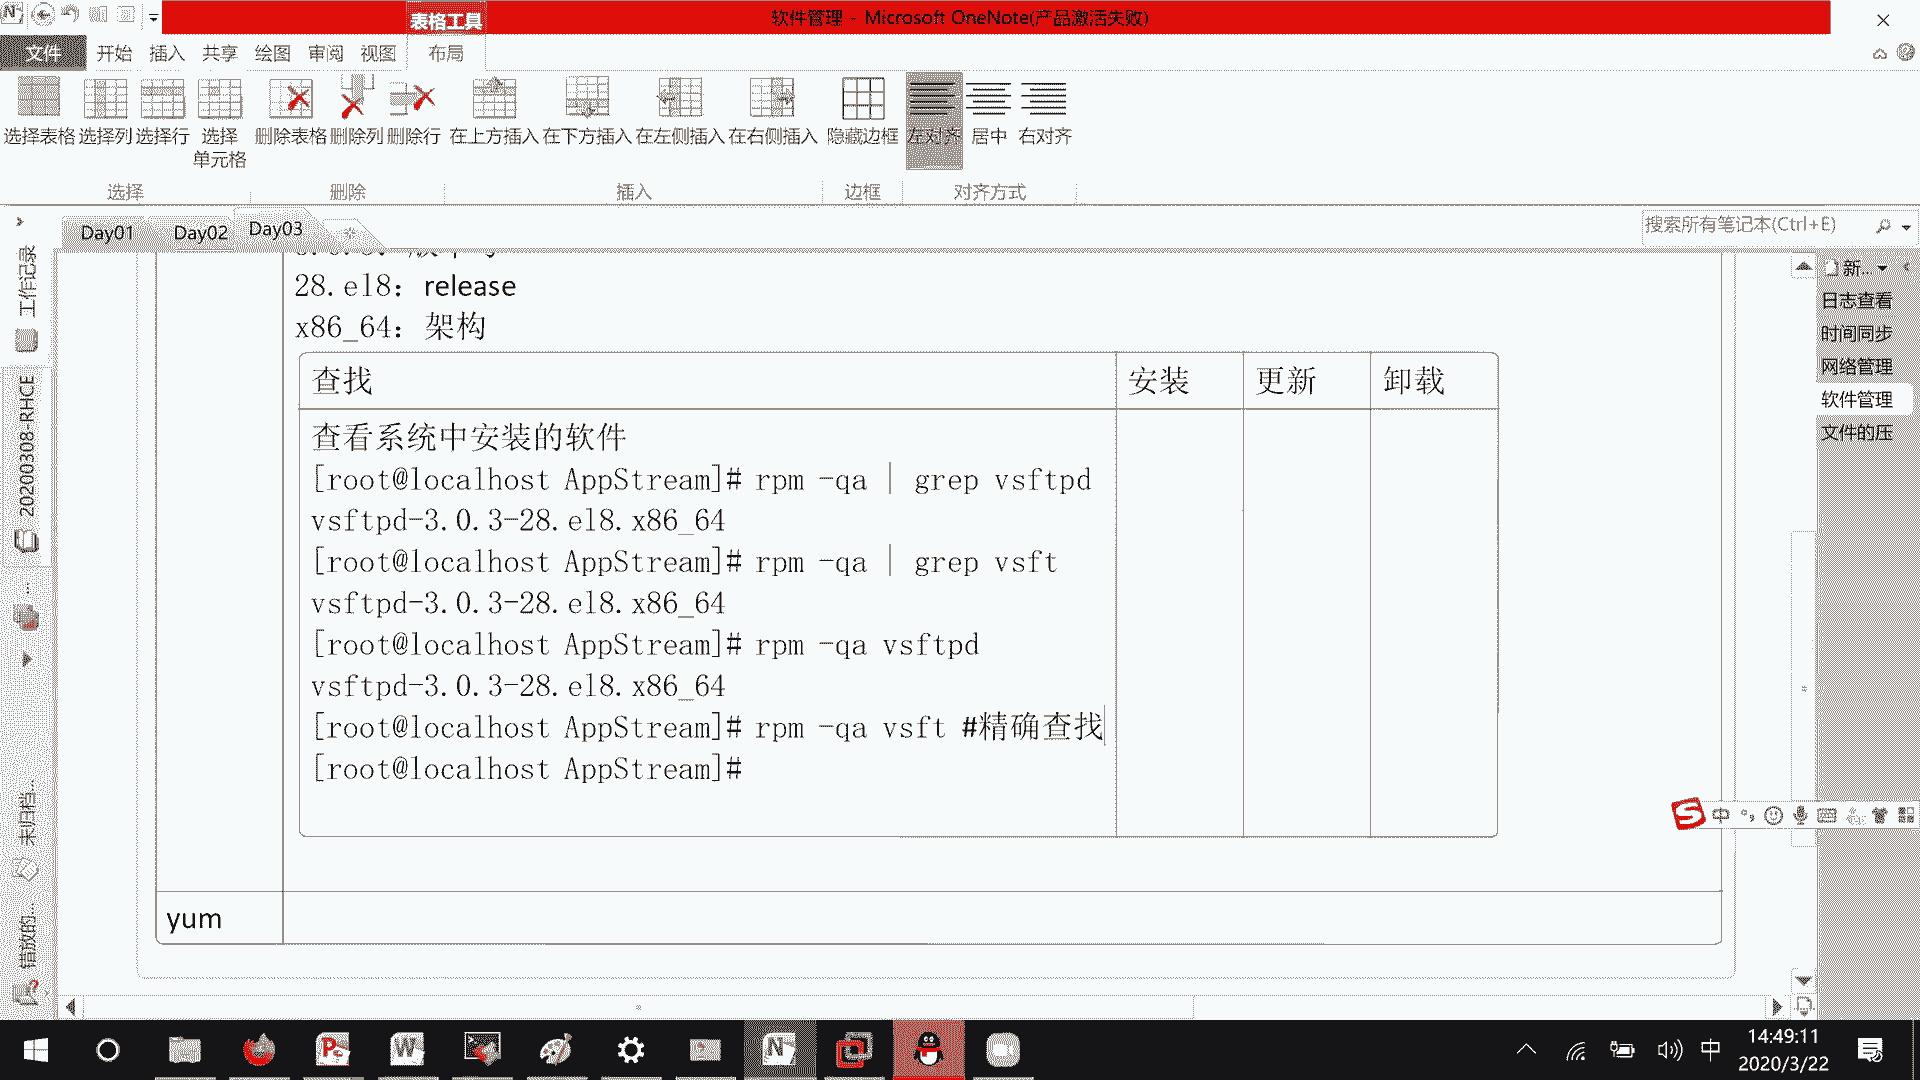 表格工具
软件管理 - Microsoft OneNote(产品激活失败)
文件 开始 插入 共享 绘图 审阅 视图 布局
选择表格 选择列 选择行 选择单元格 删除表格 删除列 删除行 在上方插入 在下方插入 在左侧插入 在右侧插入 隐藏边框 左对齐 居中 右对齐
选择 删除 插入 边框 对齐方式
Day01 Day02 Day03
搜索所有笔记本(Ctrl+E)
工作记录
20200308-RHCE
未归档...
错放的...
新...
日志查看
时间同步
网络管理
软件管理
文件的压
28.el8：release
x86_64：架构
查找 安装 更新 卸载
查看系统中安装的软件
[root@localhost AppStream]# rpm -qa | grep vsftpd
vsftpd-3.0.3-28.el8.x86_64
[root@localhost AppStream]# rpm -qa | grep vsft
vsftpd-3.0.3-28.el8.x86_64
[root@localhost AppStream]# rpm -qa vsftpd
vsftpd-3.0.3-28.el8.x86_64
[root@localhost AppStream]# rpm -qa vsft #精确查找
[root@localhost AppStream]#
yum
中
中
14:49:11
2020/3/22